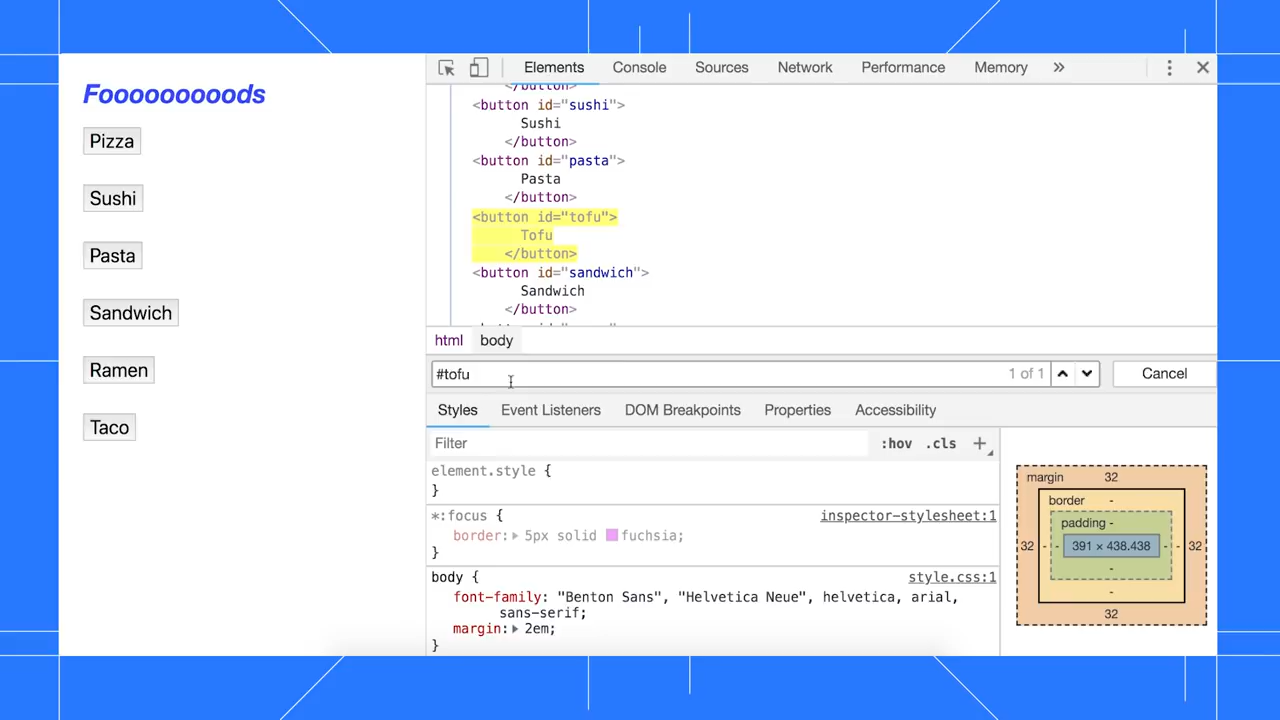 Fooooooooods
Pizza
Sushi
Pasta
Sandwich
Ramen
Taco
Elements Console Sources Network Performance Memory »
</button>
<button id="sushi">
Sushi
</button>
<button id="pasta">
Pasta
</button>
<button id="tofu">
Tofu
</button>
<button id="sandwich">
Sandwich
</button>
html body
#tofu 1 of 1 Cancel
Styles Event Listeners DOM Breakpoints Properties Accessibility
Filter :hov .cls +
element.style {
}
*:focus { inspector-stylesheet:1
border: 5px solid fuchsia;
}
body { style.css:1
font-family: "Benton Sans", "Helvetica Neue", helvetica, arial,
sans-serif;
margin: 2em;
}
margin 32
border -
padding -
32 - - 391 × 438.438 - - 32
-
-
32